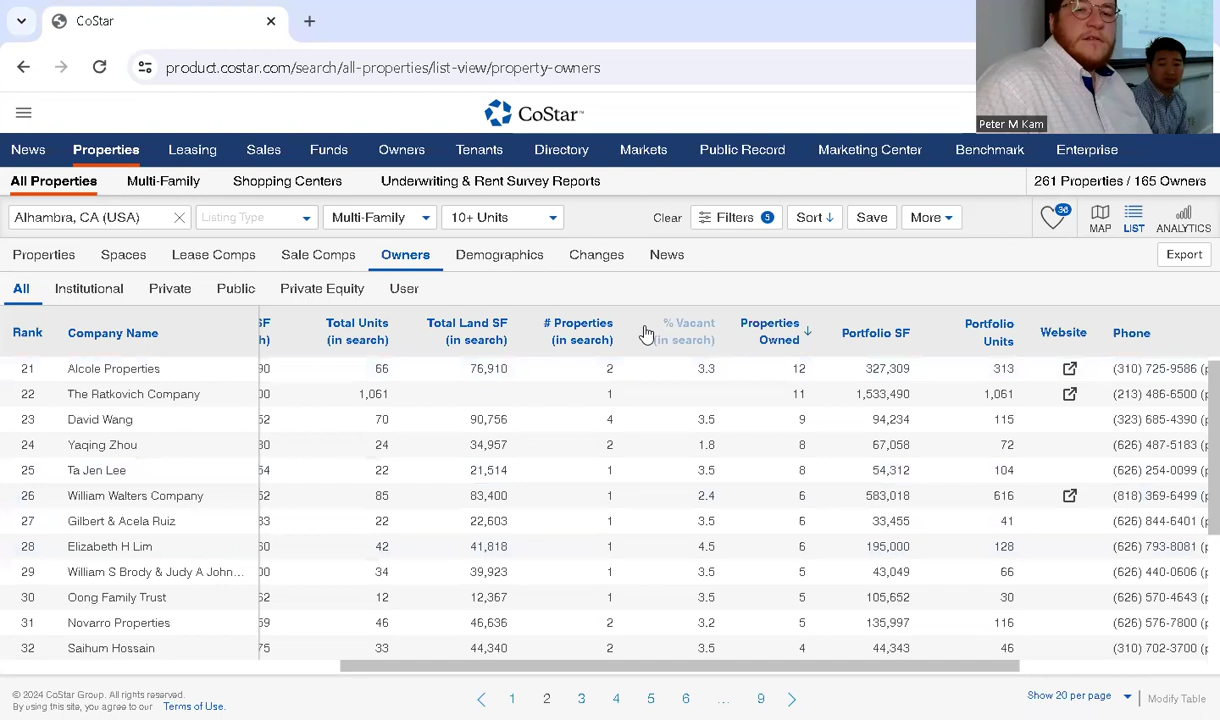 CoStar
product.costar.com/search/all-properties/list-view/property-owners
Peter M Kam
CoStar™
News Properties Leasing Sales Funds Owners Tenants Directory Markets Public Record Marketing Center Benchmark Enterprise
All Properties Multi-Family Shopping Centers Underwriting & Rent Survey Reports 261 Properties / 165 Owners
Alhambra, CA (USA) Listing Type Multi-Family 10+ Units Clear Filters 5 Sort Save More 36 MAP LIST ANALYTICS
Properties Spaces Lease Comps Sale Comps Owners Demographics Changes News Export
All Institutional Private Public Private Equity User
Rank Company Name SF Total Units Total Land SF # Properties % Vacant Properties Portfolio SF Portfolio Website Phone
h) (in search) (in search) (in search) (in search) Owned Units
21 Alcole Properties 90 66 76,910 2 3.3 12 327,309 313 (310) 725-9586 (p
22 The Ratkovich Company 00 1,061 1 11 1,533,490 1,061 (213) 486-6500 (p
23 David Wang 52 70 90,756 4 3.5 9 94,234 115 (323) 685-4390 (p
24 Yaqing Zhou 80 24 34,957 2 1.8 8 67,058 72 (626) 487-5183 (p
25 Ta Jen Lee 54 22 21,514 1 3.5 8 54,312 104 (626) 254-0099 (p
26 William Walters Company 52 85 83,400 1 2.4 6 583,018 616 (818) 369-6499 (p
27 Gilbert & Acela Ruiz 83 22 22,603 1 3.5 6 33,455 41 (626) 844-6401 (p
28 Elizabeth H Lim 60 42 41,818 1 4.5 6 195,000 128 (626) 793-8081 (p
29 William S Brody & Judy A John... 00 34 39,923 1 3.5 5 43,049 66 (626) 440-0606 (p
30 Oong Family Trust 62 12 12,367 1 3.5 5 105,652 30 (626) 570-4643 (p
31 Novarro Properties 59 46 46,636 2 3.2 5 135,997 116 (626) 576-7800 (p
32 Saihum Hossain 75 33 44,340 2 3.5 4 44,343 46 (310) 702-3700 (p
© 2024 CoStar Group. All rights reserved.
By using this site, you agree to our Terms of Use.
1 2 3 4 5 6 ... 9
Show 20 per page Modify Table